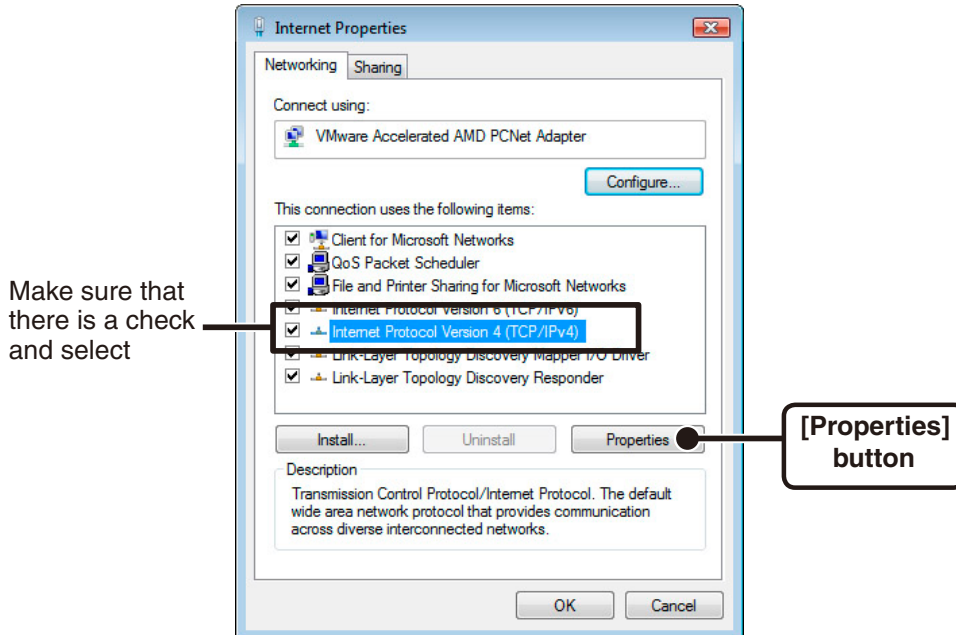 Internet Properties
Networking
Sharing
Connect using:
VMware Accelerated AMD PCNet Adapter
Configure...
This connection uses the following items:
Client for Microsoft Networks
QoS Packet Scheduler
File and Printer Sharing for Microsoft Networks
Internet Protocol Version 6 (TCP/IPv6)
Internet Protocol Version 4 (TCP/IPv4)
Link-Layer Topology Discovery Mapper I/O Driver
Link-Layer Topology Discovery Responder
Make sure that
there is a check
and select
Install...
Uninstall
Properties
[Properties]
button
Description
Transmission Control Protocol/Internet Protocol. The default
wide area network protocol that provides communication
across diverse interconnected networks.
OK
Cancel